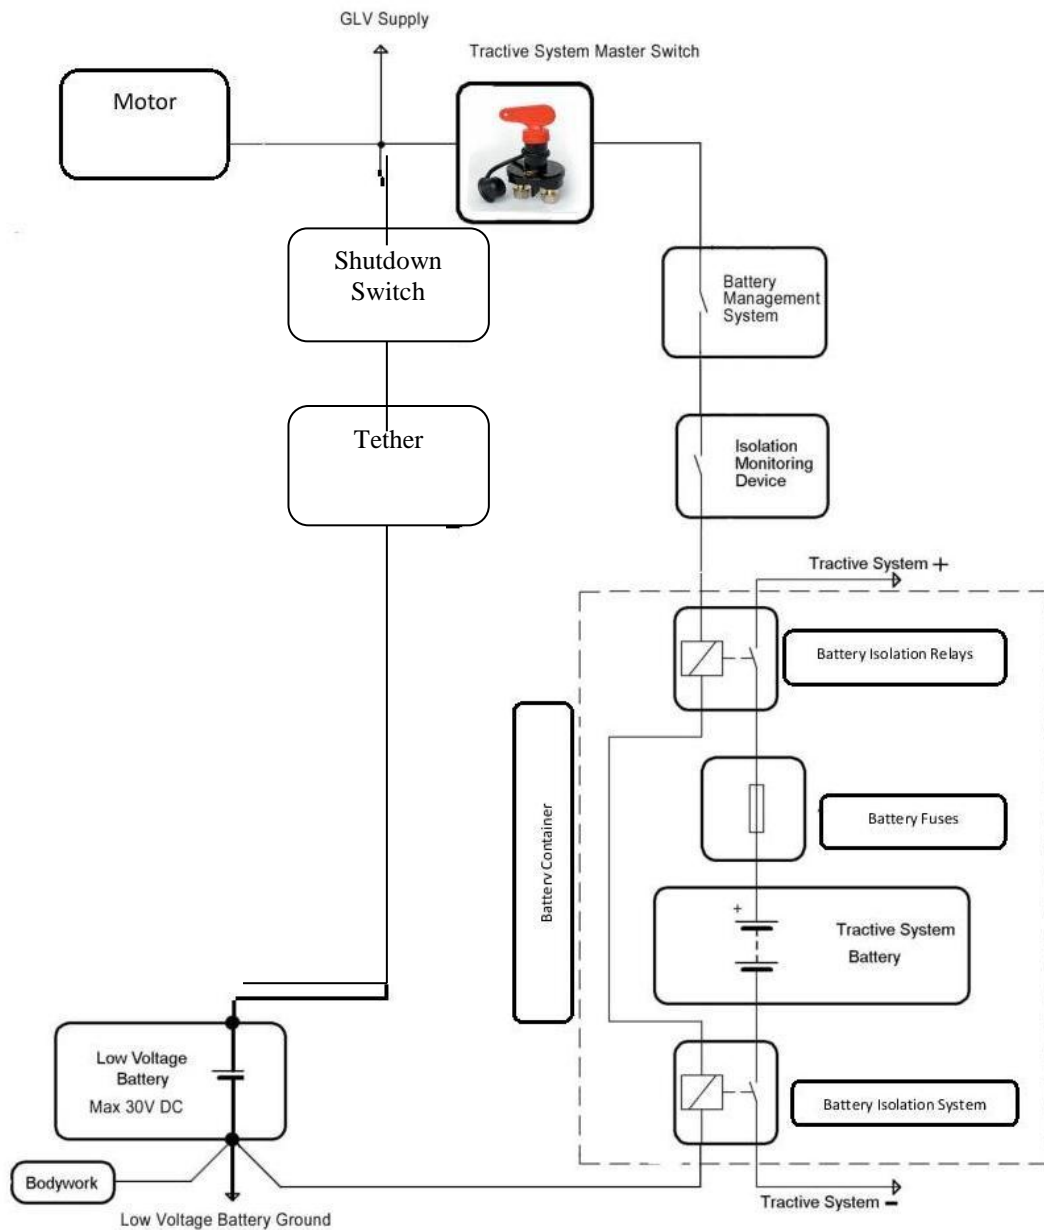 GLV Supply
Tractive System Master Switch
Motor
Shutdown
Switch
Battery
Management
System
Tether
Isolation
Monitoring
Device
Tractive System +
Battery Isolation Relays
Battery Container
Battery Fuses
+
Tractive System
Battery
Low Voltage
Battery
Max 30V DC
Battery Isolation System
Bodywork
Tractive System -
Low Voltage Battery Ground